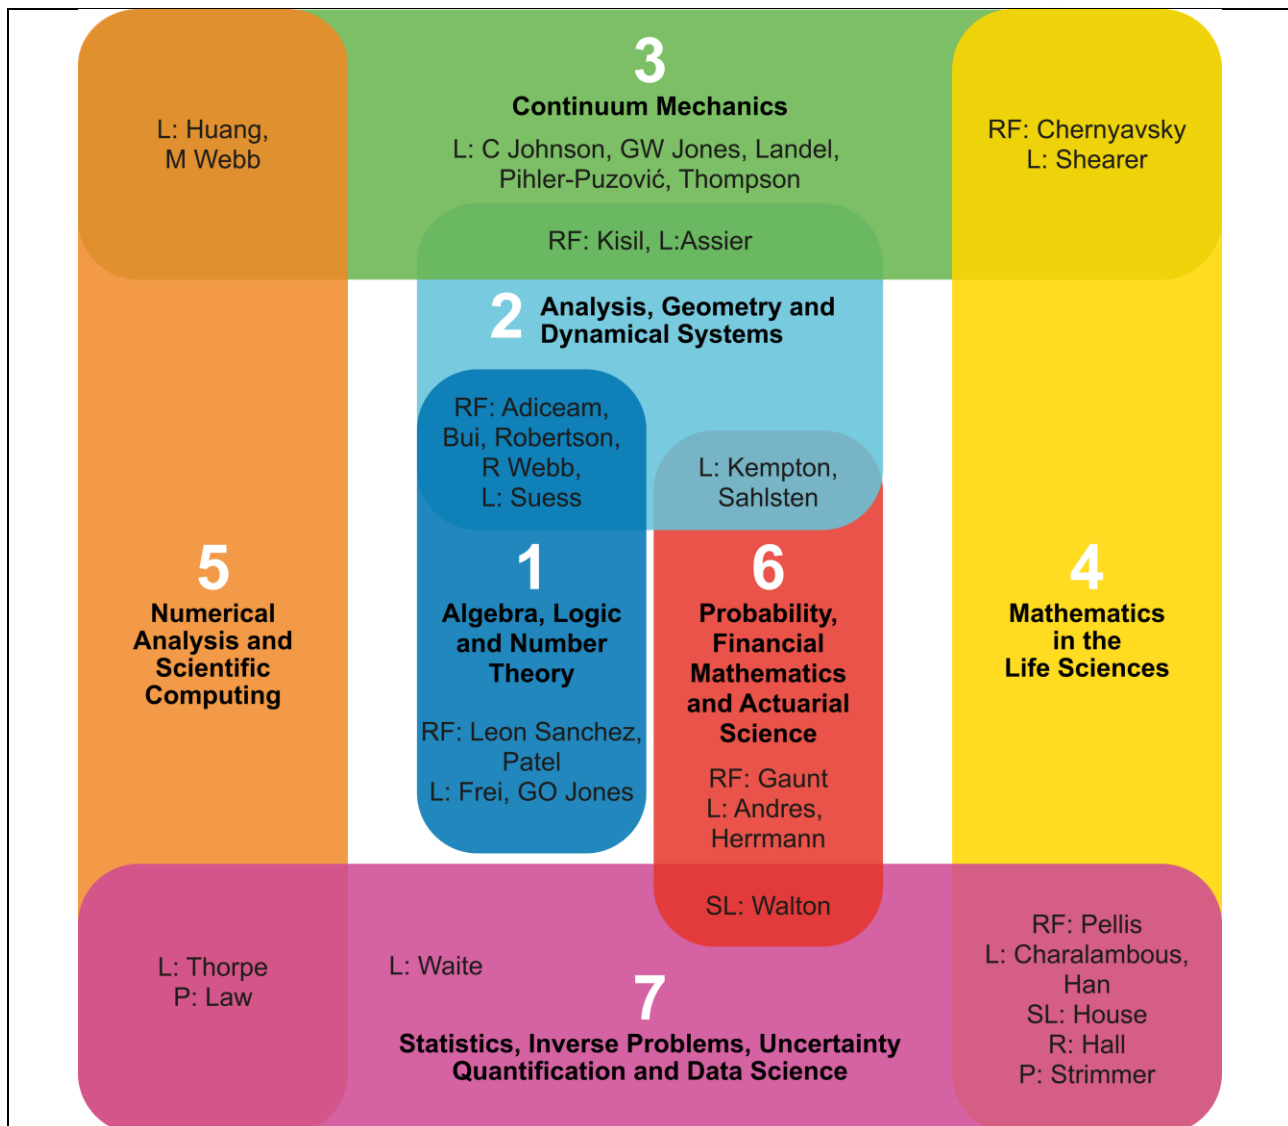 3
Continuum Mechanics
L: C Johnson, GW Jones, Landel,
Pihler-Puzović, Thompson
L: Huang,
M Webb
RF: Chernyavsky
L: Shearer
RF: Kisil, L:Assier
2
Analysis, Geometry and
Dynamical Systems
RF: Adiceam,
Bui, Robertson,
R Webb,
L: Suess
L: Kempton,
Sahlsten
5
Numerical
Analysis and
Scientific
Computing
1
Algebra, Logic
and Number
Theory
RF: Leon Sanchez,
Patel
L: Frei, GO Jones
6
Probability,
Financial
Mathematics
and Actuarial
Science
RF: Gaunt
L: Andres,
Herrmann
4
Mathematics
in the
Life Sciences
SL: Walton
L: Thorpe
P: Law
L: Waite
7
Statistics, Inverse Problems, Uncertainty
Quantification and Data Science
RF: Pellis
L: Charalambous,
Han
SL: House
R: Hall
P: Strimmer